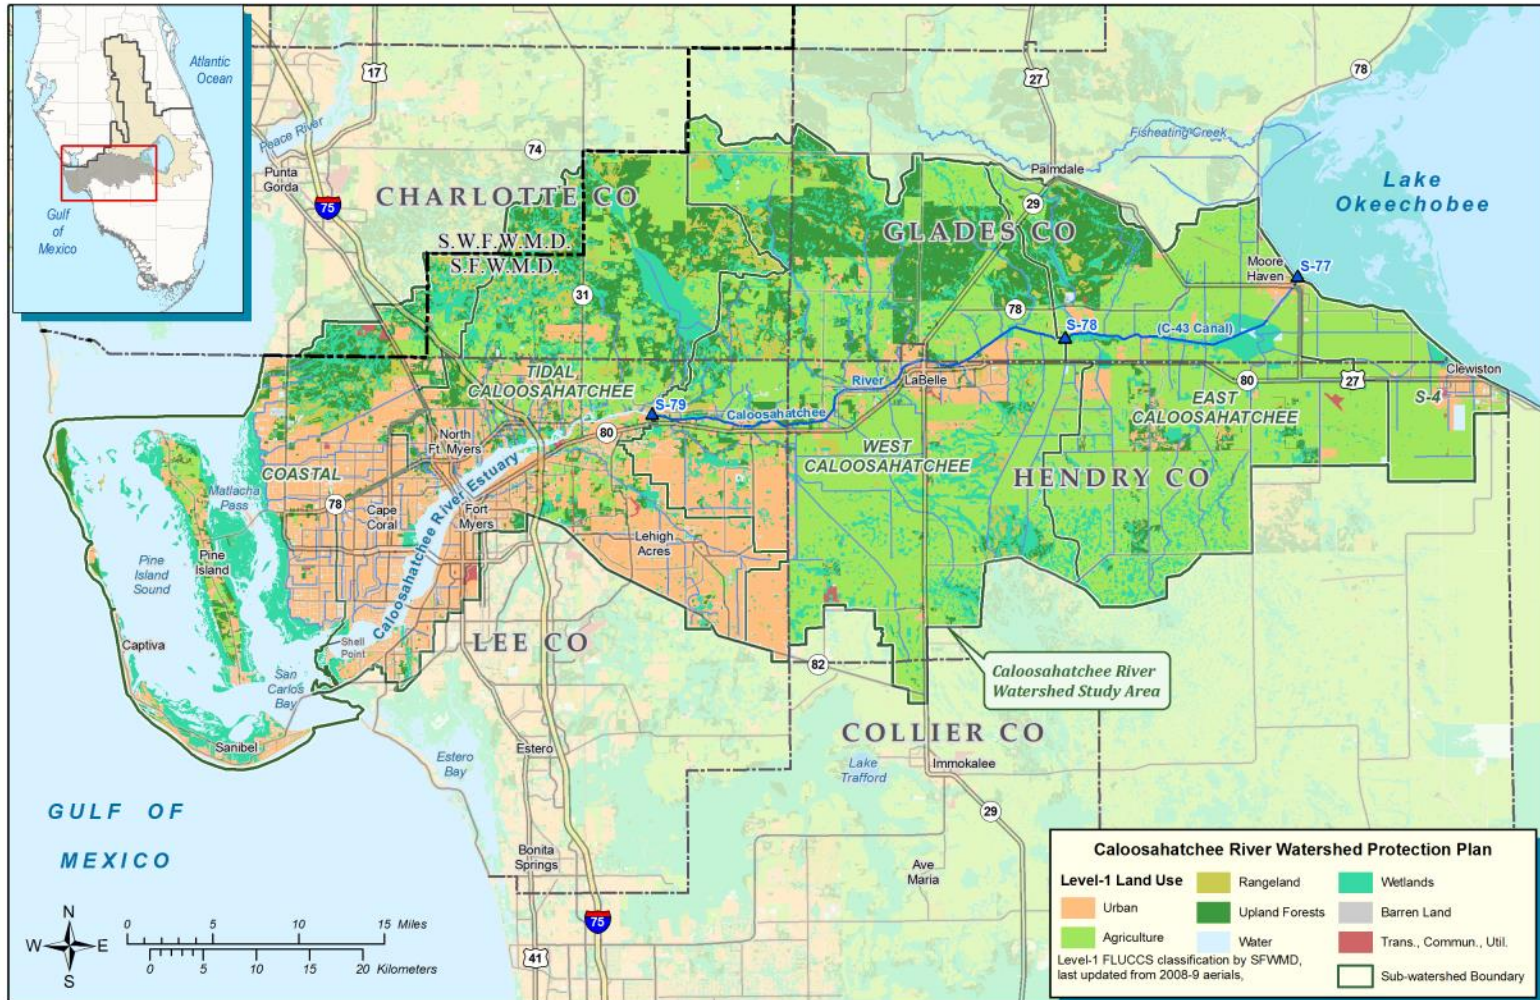 Atlantic
Ocean
Gulf
of
Mexico
17
27
78
Peace River
Fisheating Creek
74
Punta
Gorda
Palmdale
Lake
Okeechobee
75
CHARLOTTE CO
29
GLADES CO
S.W.F.W.M.D.
S.F.W.M.D.
Moore
Haven
S-77
31
78
S-78
(C-43 Canal)
TIDAL
CALOOSAHATCHEE
River
LaBelle
Clewiston
80
27
S-79
Caloosahatchee
EAST
CALOOSAHATCHEE
S-4
80
North
Ft. Myers
WEST
CALOOSAHATCHEE
COASTAL
HENDRY CO
Matlacha
Pass
78
Cape
Coral
Fort
Myers
Caloosahatchee River Estuary
Lehigh
Acres
Pine
Island
Sound
Pine
Island
Captiva
Shell
Point
LEE CO
82
San
Carlos
Bay
Caloosahatchee River
Watershed Study Area
Sanibel
Estero
Bay
Estero
COLLIER CO
Lake
Trafford
Immokalee
29
GULF OF
MEXICO
Bonita
Springs
Ave
Maria
75
41
N
W
E
S
0 5 10 15 Miles
0 5 10 15 20 Kilometers
Caloosahatchee River Watershed Protection Plan
Level-1 Land Use
Urban
Agriculture
Rangeland
Upland Forests
Water
Wetlands
Barren Land
Trans., Commun., Util.
Sub-watershed Boundary
Level-1 FLUCCS classification by SFWMD,
last updated from 2008-9 aerials,